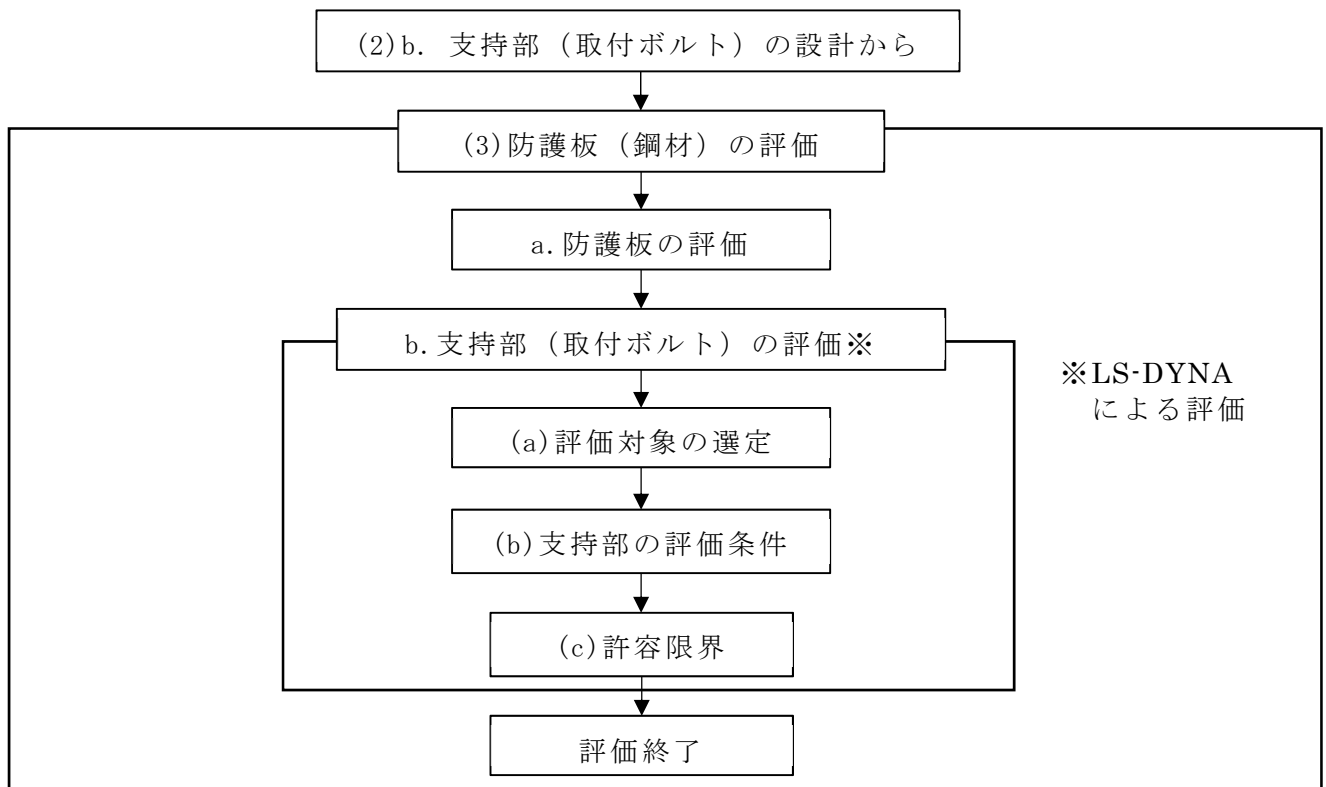 (2)b. 支持部（取付ボルト）の設計から
(3)防護板（鋼材）の評価
a.防護板の評価
b.支持部（取付ボルト）の評価※
※LS-DYNA
による評価
(a)評価対象の選定
(b)支持部の評価条件
(c)許容限界
評価終了